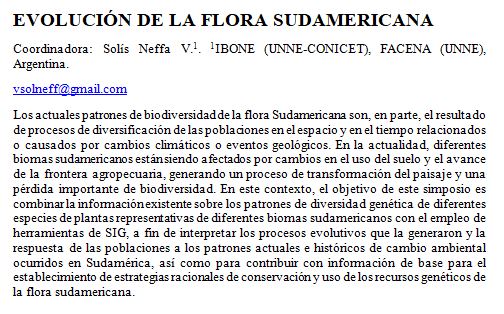 EVOLUCIÓN DE LA FLORA SUDAMERICANA
Coordinadora: Solís Neffa V.¹. ¹IBONE (UNNE-CONICET), FACENA (UNNE),
Argentina.
vsolneff@gmail.com
Los actuales patrones de biodiversidad de la flora Sudamericana son, en parte, el resultado
de procesos de diversificación de las poblaciones en el espacio y en el tiempo relacionados
o causados por cambios climáticos o eventos geológicos. En la actualidad, diferentes
biomas sudamericanos están siendo afectados por cambios en el uso del suelo y el avance
de la frontera agropecuaria, generando un proceso de transformación del paisaje y una
pérdida importante de biodiversidad. En este contexto, el objetivo de este simposio es
combinar la información existente sobre los patrones de diversidad genética de diferentes
especies de plantas representativas de diferentes biomas sudamericanos con el empleo de
herramientas de SIG, a fin de interpretar los procesos evolutivos que la generaron y la
respuesta de las poblaciones a los patrones actuales e históricos de cambio ambiental
ocurridos en Sudamérica, así como para contribuir con información de base para el
establecimiento de estrategias racionales de conservación y uso de los recursos genéticos de
la flora sudamericana.